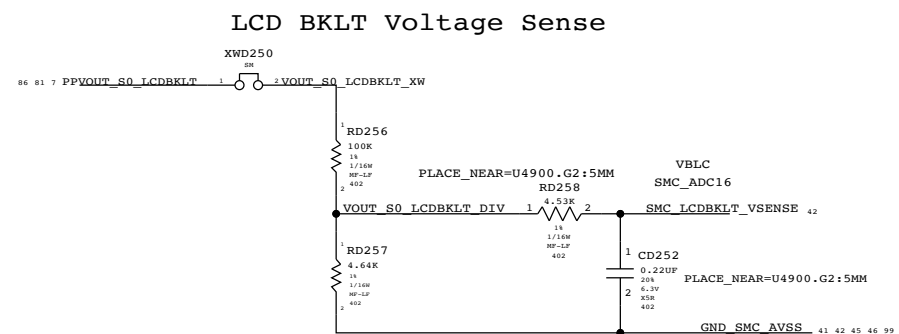 LCD BKLT Voltage Sense
XWD250
SM
86 81 7 PPVOUT_S0_LCDBKLT 1 2 VOUT_S0_LCDBKLT_XW
1
RD256
100K
1%
1/16W
MF-LF
402
2
PLACE_NEAR=U4900.G2:5MM
RD258
4.53K
VBLC
SMC_ADC16
VOUT_S0_LCDBKLT_DIV 1 2 SMC_LCDBKLT_VSENSE 42
1%
1/16W
MF-LF
402
1
RD257
4.64K
1%
1/16W
MF-LF
402
2
1 CD252
0.22UF
20%
6.3V
X5R
402
2
PLACE_NEAR=U4900.G2:5MM
GND_SMC_AVSS 41 42 45 46 99